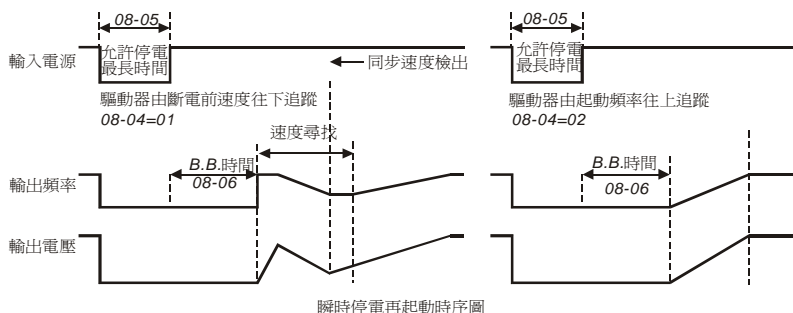 08-05
輸入電源
允許停電
最長時間
同步速度檢出
驅動器由斷電前速度往下追蹤
08-04=01
速度尋找
B.B.時間
08-06
輸出頻率
輸出電壓
08-05
允許停電
最長時間
驅動器由起動頻率往上追蹤
08-04=02
B.B.時間
08-06
瞬時停電再起動時序圖